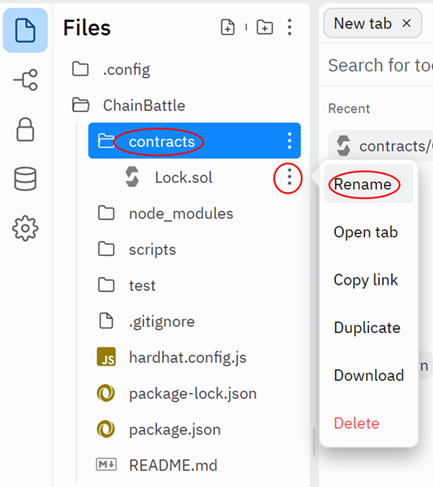 Files
New tab ×
.config
Search for to
ChainBattle
Recent
contracts
contracts/
Lock.sol
Rename
node_modules
Open tab
scripts
Copy link
test
Duplicate
.gitignore
JS hardhat.config.js
n
Download
package-lock.json
package.json
Delete
M↓ README.md